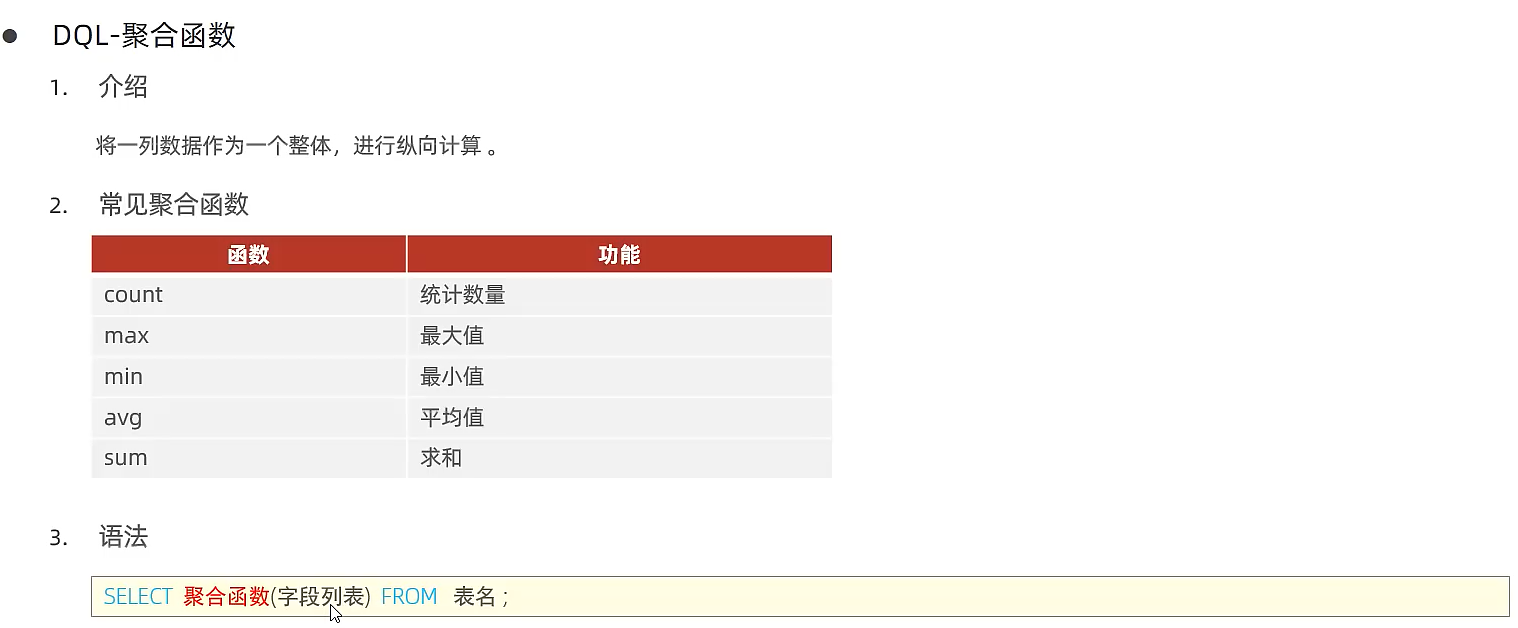 ● DQL-聚合函数
1. 介绍
将一列数据作为一个整体，进行纵向计算 。
2. 常见聚合函数
函数 功能
count 统计数量
max 最大值
min 最小值
avg 平均值
sum 求和
3. 语法
SELECT 聚合函数(字段列表) FROM 表名 ;